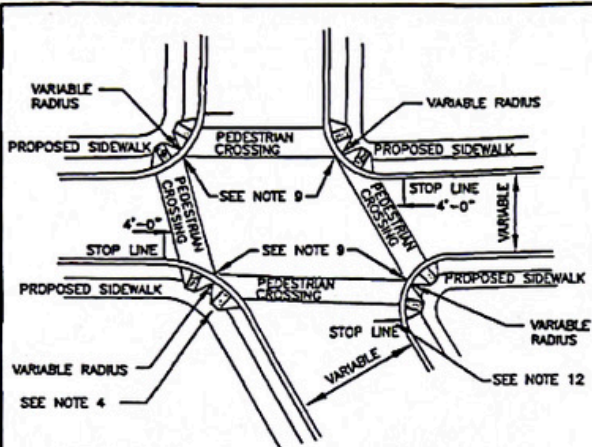 VARIABLE
RADIUS
VARIABLE RADIUS
PROPOSED SIDEWALK
PEDESTRIAN
CROSSING
PROPOSED SIDEWALK
PEDESTRIAN
CROSSING
PEDESTRIAN
CROSSING
SEE NOTE 9
STOP LINE
4'-0"
VARIABLE
4'-0"
STOP LINE
SEE NOTE 9
PROPOSED SIDEWALK
PEDESTRIAN
CROSSING
PROPOSED SIDEWALK
STOP LINE
VARIABLE
RADIUS
VARIABLE RADIUS
VARIABLE
SEE NOTE 12
SEE NOTE 4